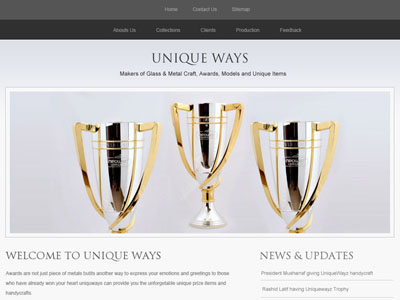 Home Contact Us Sitemap
Abouts Us Collections Clients Production Feedback
UNIQUE WAYS
Makers of Glass & Metal Craft, Awards, Models and Unique Items
WELCOME TO UNIQUE WAYS
Awards are not just piece of metals builts another way to express your emotions and greetings to those
who have already won your heart uniqueways can provide you the unforgetable unique prize items and
handycrafts.
NEWS & UPDATES
President Musharraf giving UniqueWayz handycraft
Rashid Latif having uniqueways Trophy